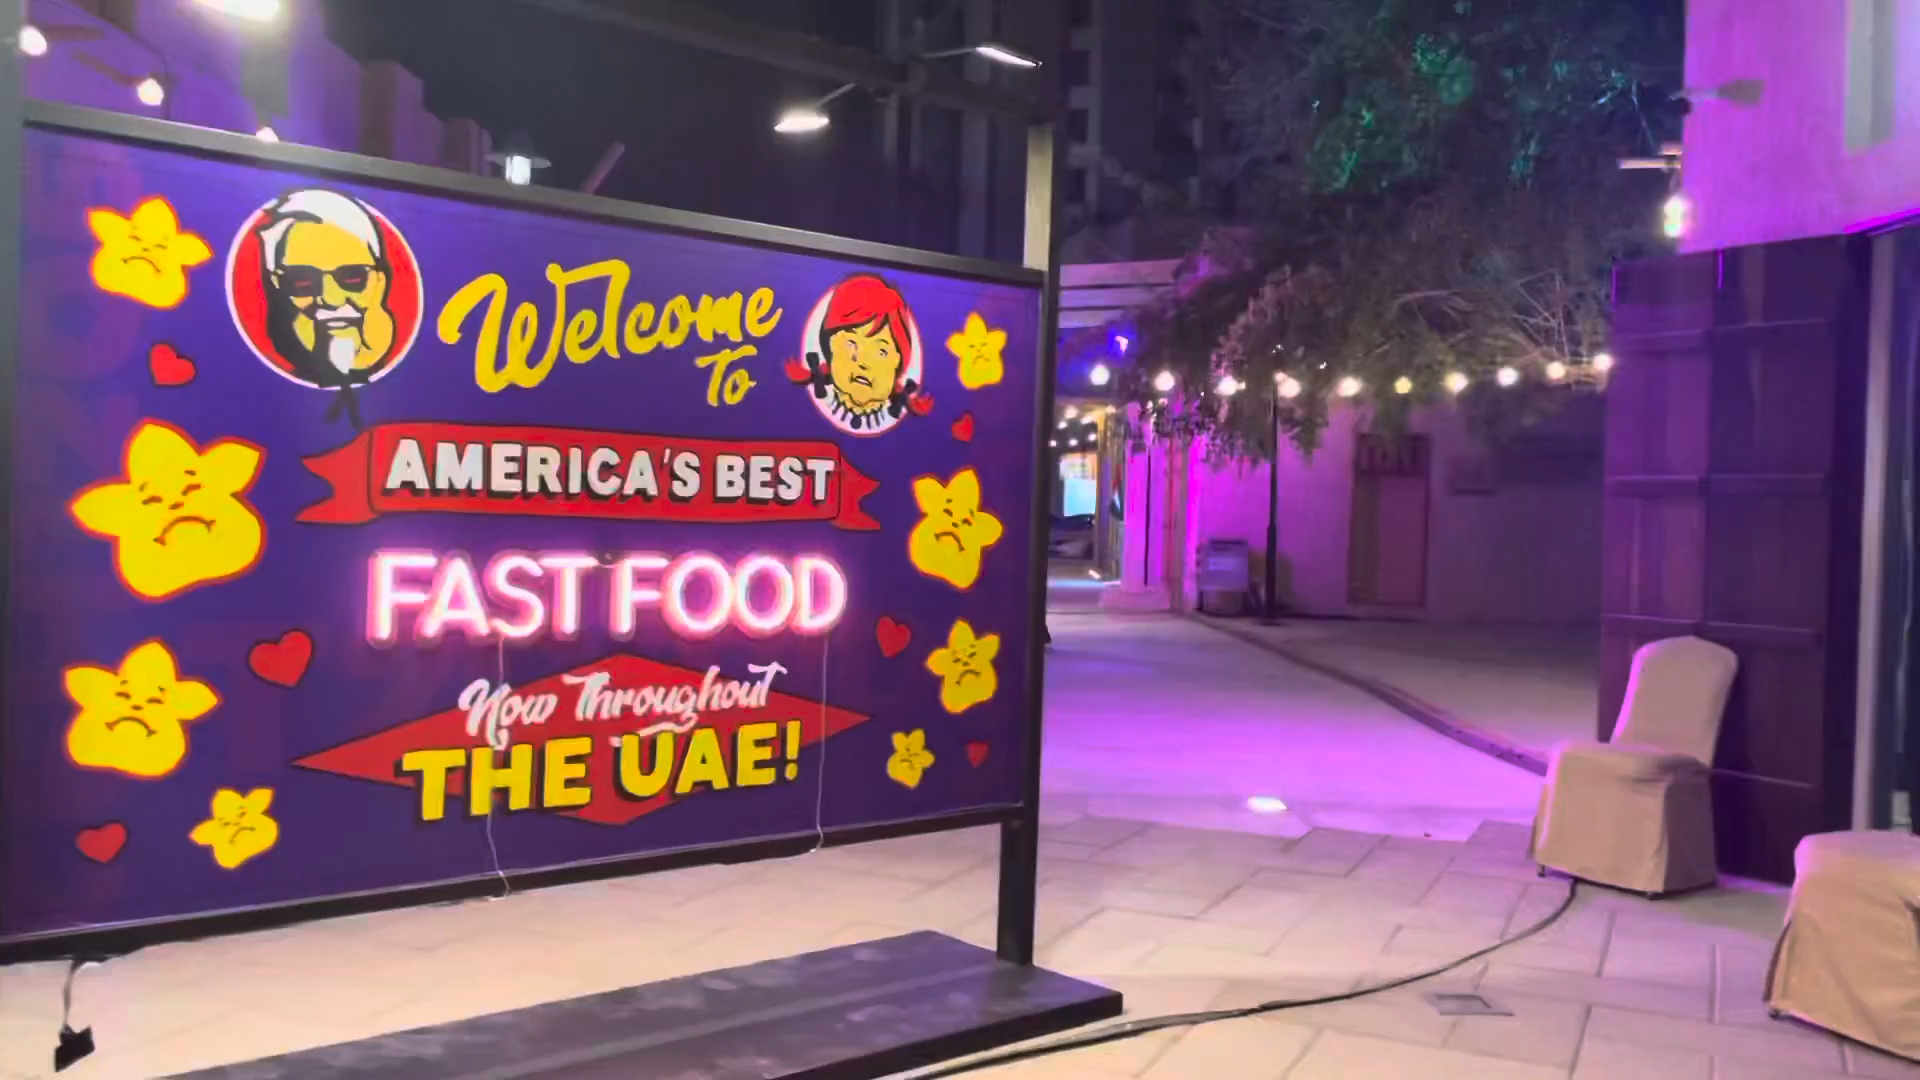 Welcome
To
AMERICA'S BEST
FAST FOOD
Now Throughout
THE UAE!